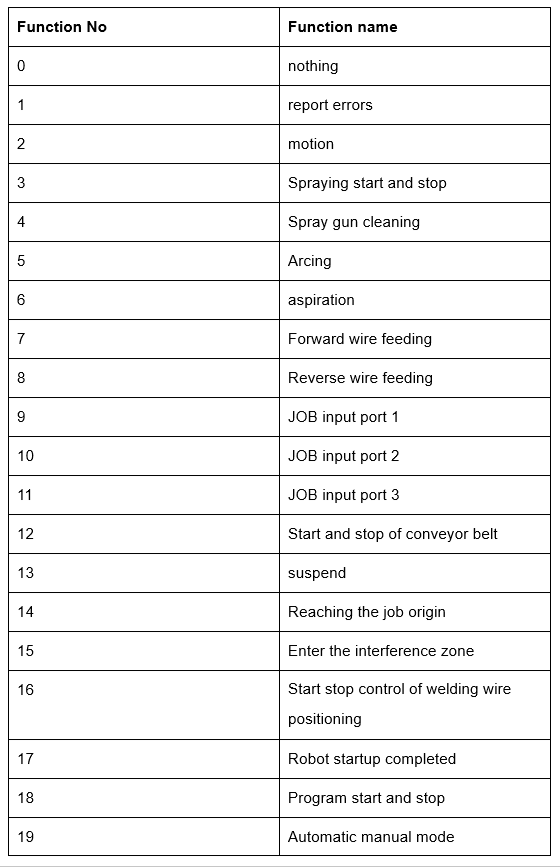 Function No Function name
0 nothing
1 report errors
2 motion
3 Spraying start and stop
4 Spray gun cleaning
5 Arcing
6 aspiration
7 Forward wire feeding
8 Reverse wire feeding
9 JOB input port 1
10 JOB input port 2
11 JOB input port 3
12 Start and stop of conveyor belt
13 suspend
14 Reaching the job origin
15 Enter the interference zone
16 Start stop control of welding wire
positioning
17 Robot startup completed
18 Program start and stop
19 Automatic manual mode